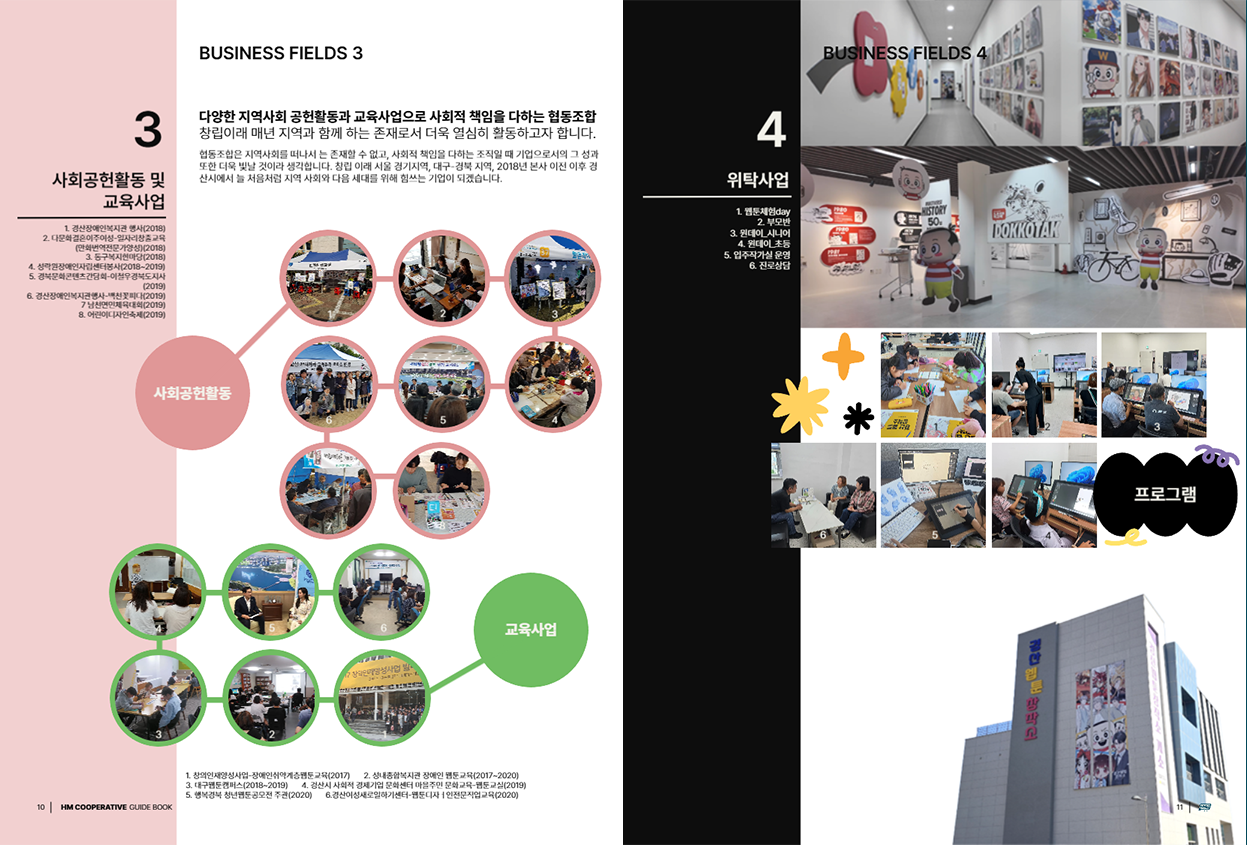 BUSINESS FIELDS 3
3
사회공헌활동 및
교육사업
1. 경산장애인복지관 행사(2018)
2. 다문화결혼이주여성-일자리창출교육
(만화번역전문가양성)(2018)
3. 동구복지한마당(2018)
4. 성락원장애인자립센터봉사(2018~2019)
5. 경북문화콘텐츠간담회-이철우경북도지사
(2019)
6. 경산장애인복지관행사-백천꽃피다(2019)
7 남천면민체육대회(2019)
8. 어린이디자인축제(2019)
다양한 지역사회 공헌활동과 교육사업으로 사회적 책임을 다하는 협동조합
창립이래 매년 지역과 함께 하는 존재로서 더욱 열심히 활동하고자 합니다.
협동조합은 지역사회를 떠나서 는 존재할 수 없고, 사회적 책임을 다하는 조직일 때 기업으로서의 그 성과
또한 더욱 빛날 것이라 생각합니다. 창립 이래 서울 경기지역, 대구-경북 지역, 2018년 본사 이전 이후 경
산시에서 늘 처음처럼 지역 사회와 다음 세대를 위해 힘쓰는 기업이 되겠습니다.
1
2
3
사회공헌활동
6
5
4
7
8
4
5
6
교육사업
3
2
1
1. 창의인재양성사업-장애인취약계층웹툰교육(2017) 2. 상내종합복지관 장애인 웹툰교육(2017~2020)
3. 대구웹툰캠퍼스(2018~2019) 4. 경산시 사회적 경제기업 문화센터 마을주민 문화교육-웹툰교실(2019)
5. 행복경북 청년웹툰공모전 주관(2020) 6.경산여성새로일하기센터-웹툰디자ㅣ인전문직업교육(2020)
10 | HM COOPERATIVE GUIDE BOOK
BUSINESS FIELDS 4
4
위탁사업
1. 웹툰체험day
2. 부모반
3. 원데이_시니어
4. 원데이_초등
5. 입주작가실 운영
6. 진로상담
W
HISTORY
50
DOKKOTAK
1
2
3
6
5
4
프로그램
경산웹툰창작소
11 |